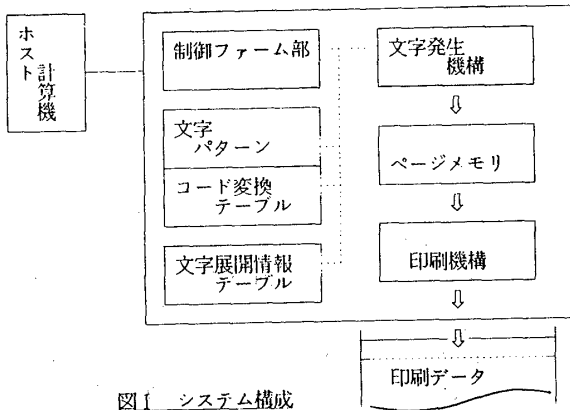 ホスト
計算機
制御ファーム部
文字
パターン
コード変換
テーブル
文字展開情報
テーブル
文字発生
機構
ページメモリ
印刷機構
印刷データ
図1 システム構成